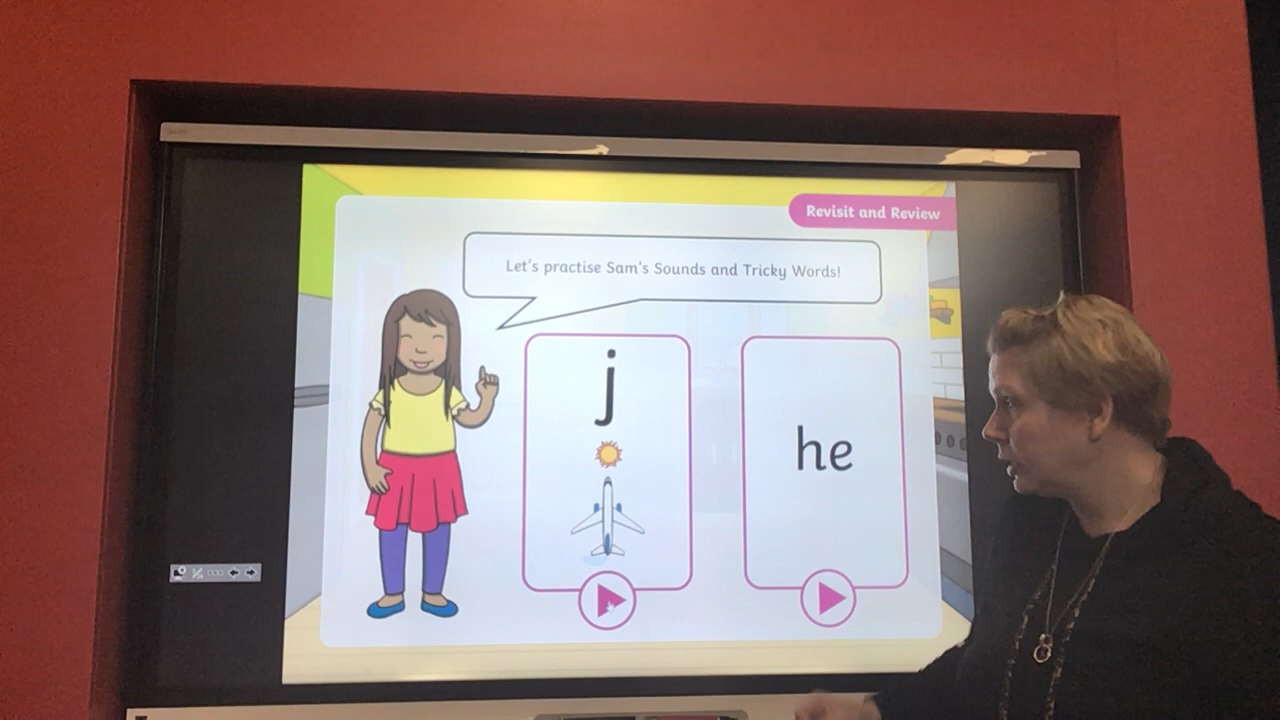 Revisit and Review
Let's practise Sam's Sounds and Tricky Words!
j
he